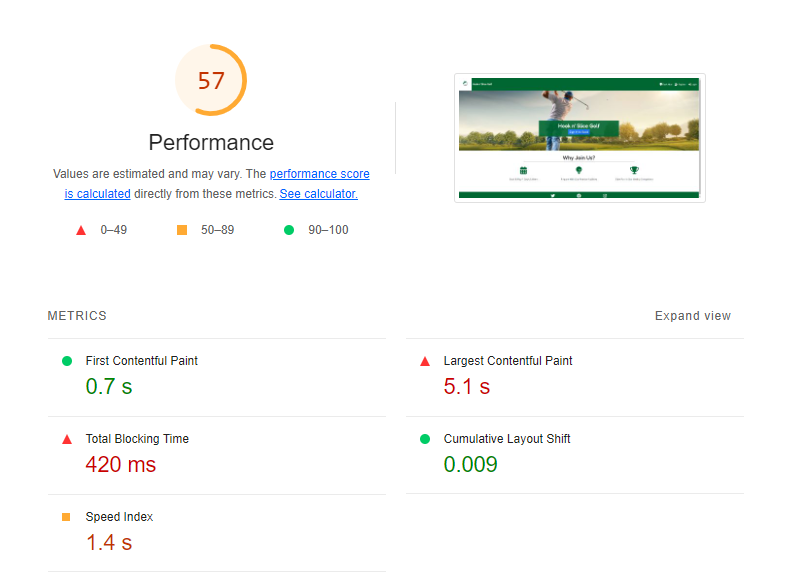 57
Performance
Values are estimated and may vary. The performance score
is calculated directly from these metrics. See calculator.
0–49
50–89
90–100
Hook n' Slice Golf
Why Join Us?
METRICS
Expand view
First Contentful Paint
0.7 s
Largest Contentful Paint
5.1 s
Total Blocking Time
420 ms
Cumulative Layout Shift
0.009
Speed Index
1.4 s